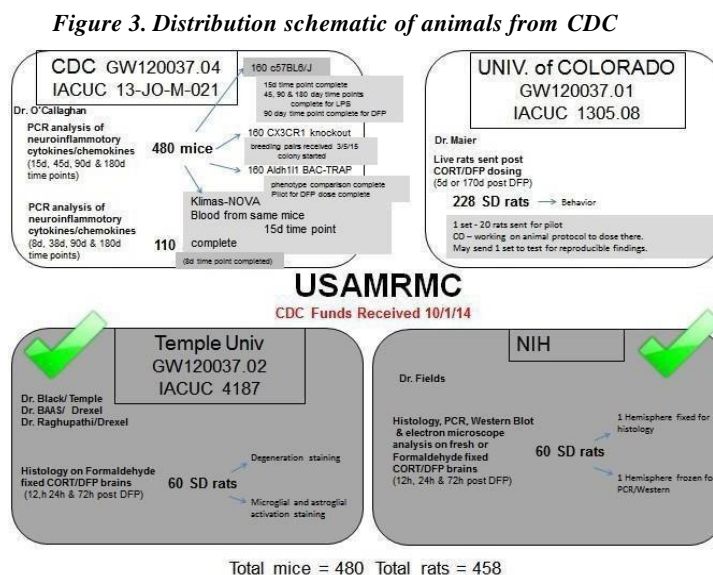 Figure 3. Distribution schematic of animals from CDC
CDC GW120037.04
IACUC 13-JO-M-021
Dr. O'Callaghan
PCR analysis of
neuroinflammotory
cytokines/chemokines
(15d, 45d, 90d & 180d
time points)
480 mice
160 c57BL6/J
15d time point complete
45, 90 & 180 day time points
complete for LPS
90 day time point complete for DFP
160 CX3CR1 knockout
breeding pairs received 3/5/15
colony started
160 Aldh1l1 BAC-TRAP
phenotype comparison complete
Pilot for DFP dose complete
PCR analysis of
neuroinflammotory
cytokines/chemokines
(8d, 38d, 90d & 180d
time points)
110
Klimas-NOVA
Blood from same mice
15d time point
complete
(8d time point completed)
UNIV. of COLORADO
GW120037.01
IACUC 1305.08
Dr. Maier
Live rats sent post
CORT/DFP dosing
(5d or 170d post DFP)
228 SD rats
Behavior
1 set - 20 rats sent for pilot
CO – working on animal protocol to dose there.
May send 1 set to test for reproducible findings.
USAMRMC
CDC Funds Received 10/1/14
Temple Univ
GW120037.02
IACUC 4187
Dr. Black/ Temple
Dr. BAAS/ Drexel
Dr. Raghupathi/Drexel
Histology on Formaldehyde
fixed CORT/DFP brains
(12,h 24h & 72h post DFP)
60 SD rats
Degeneration staining
Microglial and astroglial
activation staining
NIH
Dr. Fields
Histology, PCR, Western Blot
& electron microscope
analysis on fresh or
Formaldehyde fixed
CORT/DFP brains
(12h, 24h & 72h post DFP)
60 SD rats
1 Hemisphere fixed for
histology
1 Hemisphere frozen for
PCR/Western
Total mice = 480 Total rats = 458